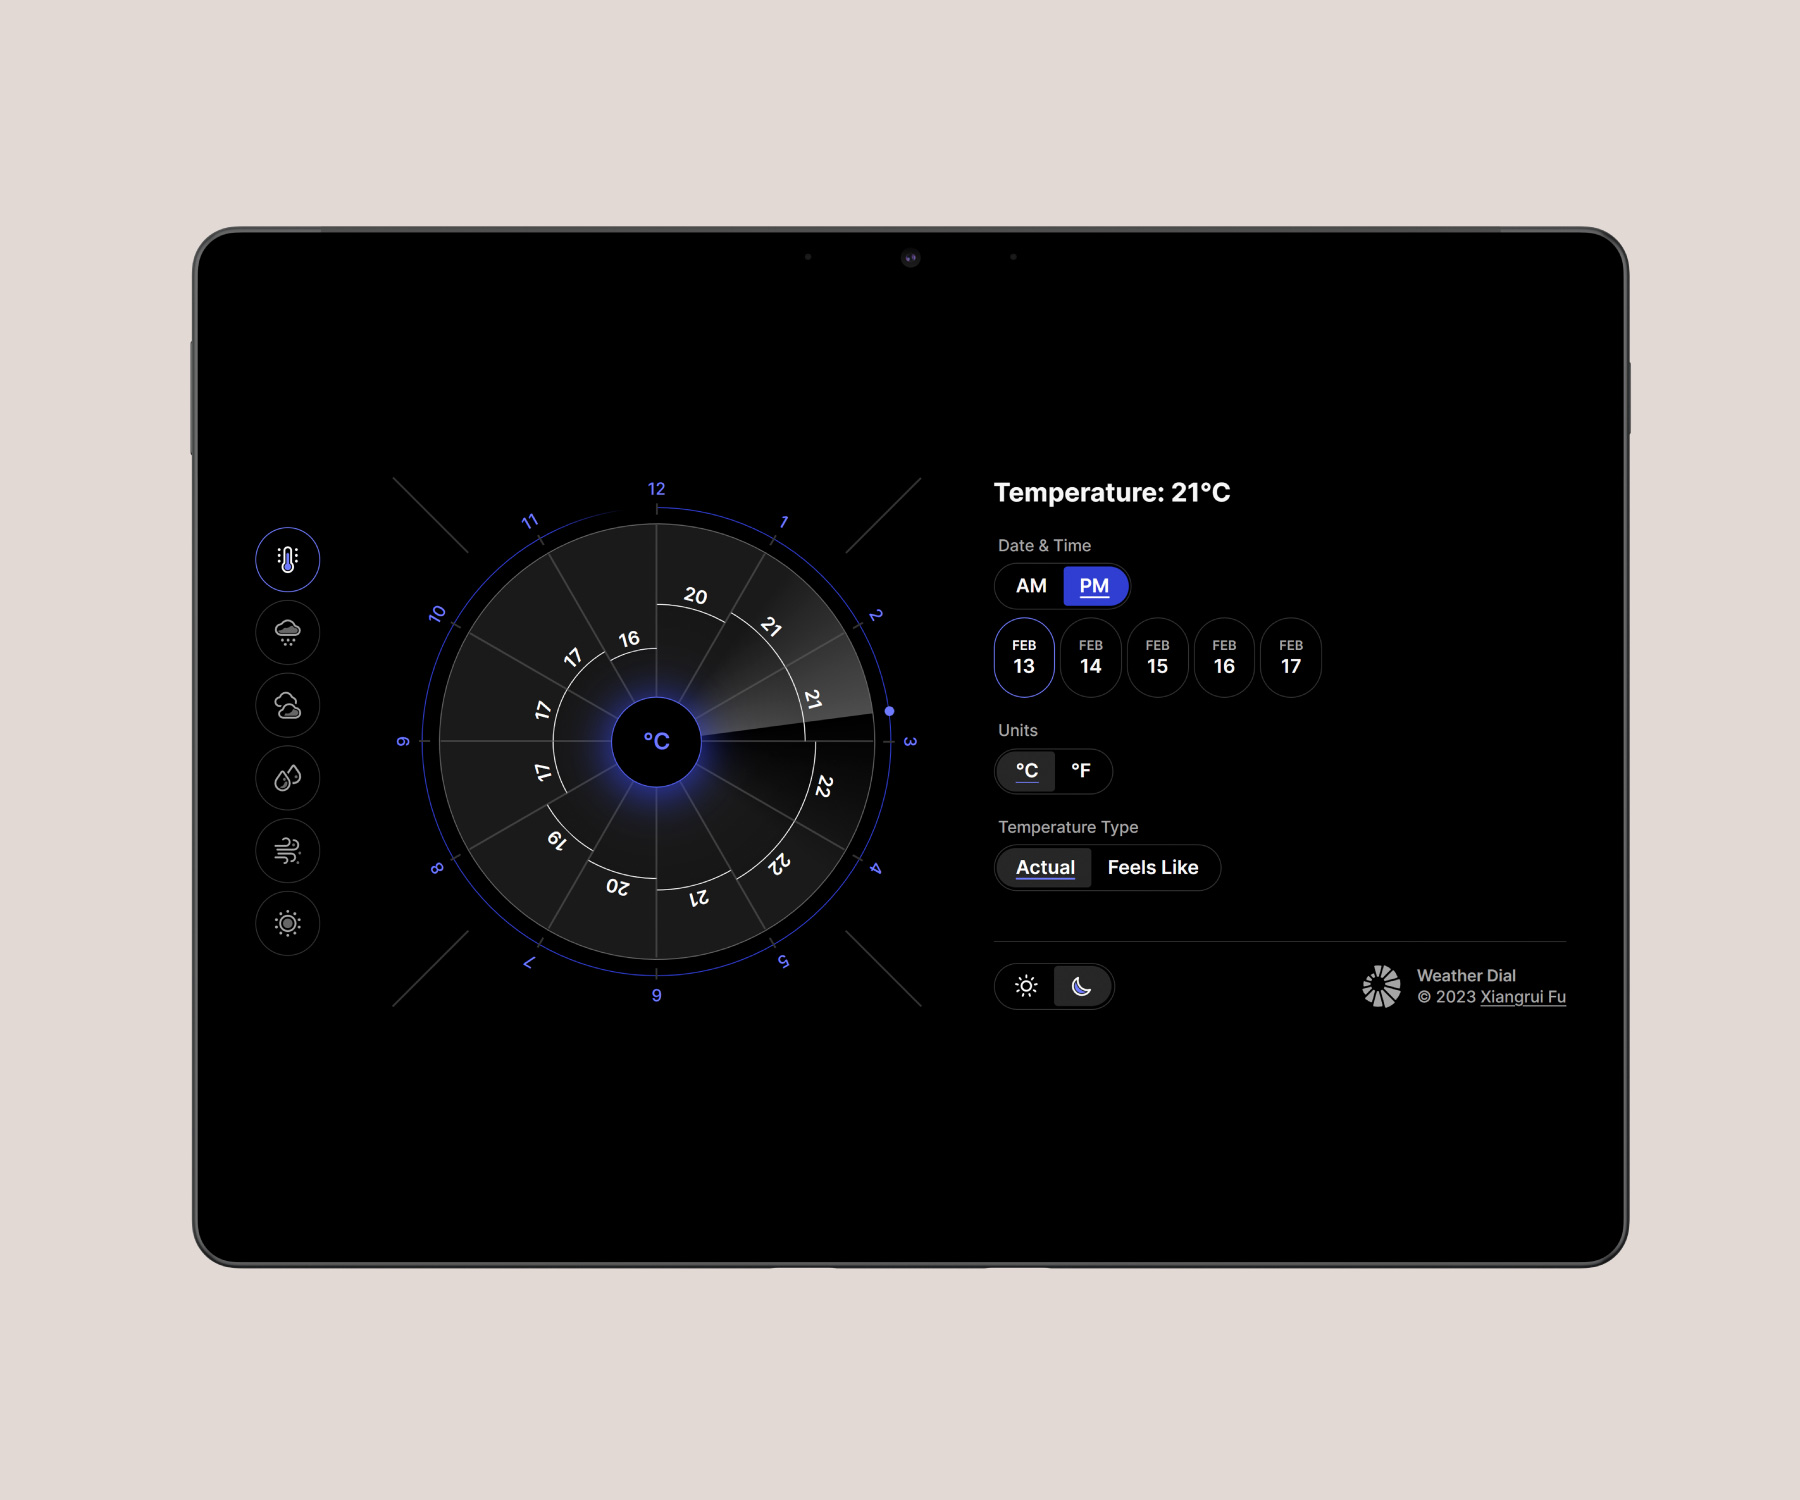 12
1
2
3
4
5
6
7
8
9
10
11
20
21
21
22
22
21
20
19
17
17
17
16
°C
Temperature: 21°C
Date & Time
AM PM
FEB 13
FEB 14
FEB 15
FEB 16
FEB 17
Units
°C °F
Temperature Type
Actual Feels Like
Weather Dial
© 2023 Xiangrui Fu